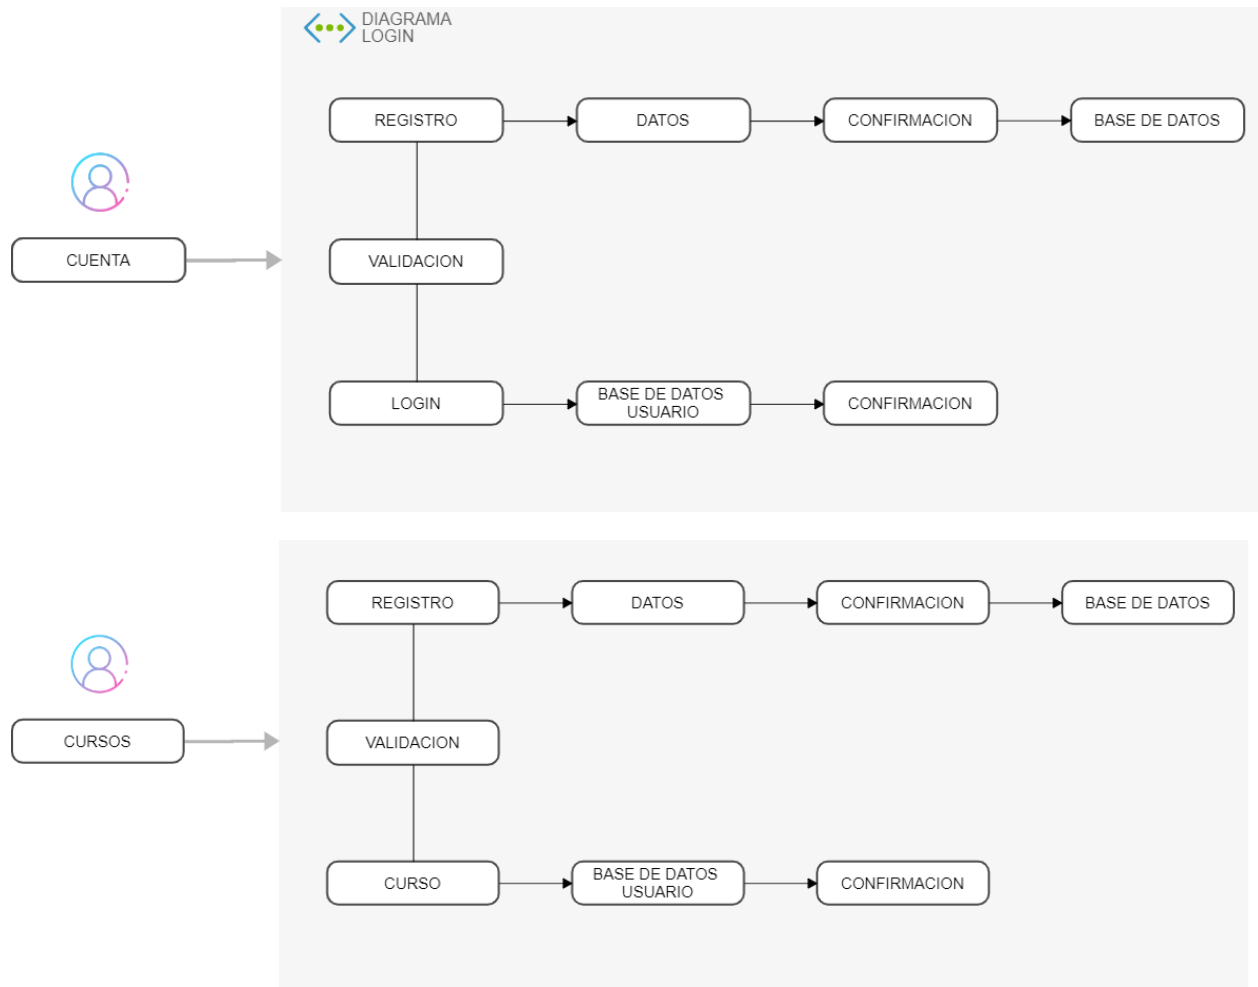 DIAGRAMA
LOGIN
REGISTRO
DATOS
CONFIRMACION
BASE DE DATOS
CUENTA
VALIDACION
LOGIN
BASE DE DATOS
USUARIO
CONFIRMACION
REGISTRO
DATOS
CONFIRMACION
BASE DE DATOS
CURSOS
VALIDACION
CURSO
BASE DE DATOS
USUARIO
CONFIRMACION